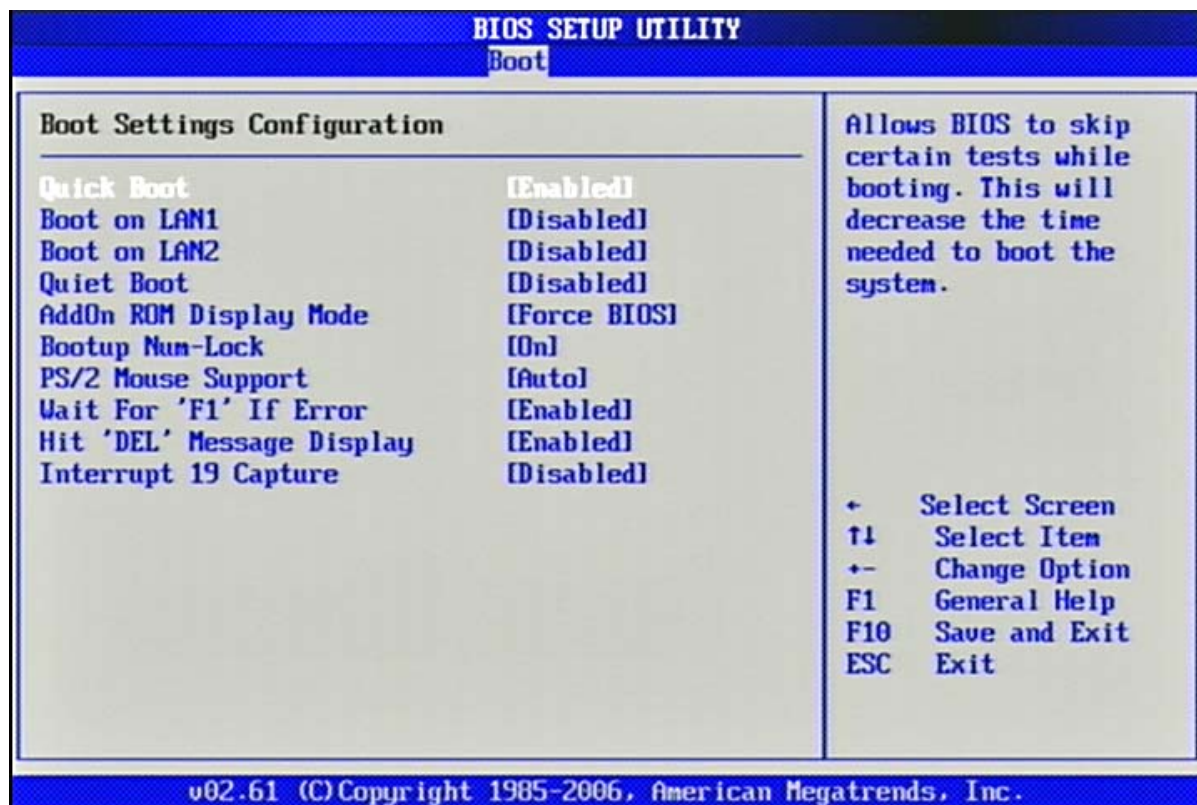 BIOS SETUP UTILITY
Boot
Boot Settings Configuration
Quick Boot [Enabled]
Boot on LAN1 [Disabled]
Boot on LAN2 [Disabled]
Quiet Boot [Disabled]
AddOn ROM Display Mode [Force BIOS]
Bootup Num-Lock [On]
PS/2 Mouse Support [Auto]
Wait For 'F1' If Error [Enabled]
Hit 'DEL' Message Display [Enabled]
Interrupt 19 Capture [Disabled]
Allows BIOS to skip
certain tests while
booting. This will
decrease the time
needed to boot the
system.
← Select Screen
↑↓ Select Item
+- Change Option
F1 General Help
F10 Save and Exit
ESC Exit
v02.61 (C)Copyright 1985-2006, American Megatrends, Inc.